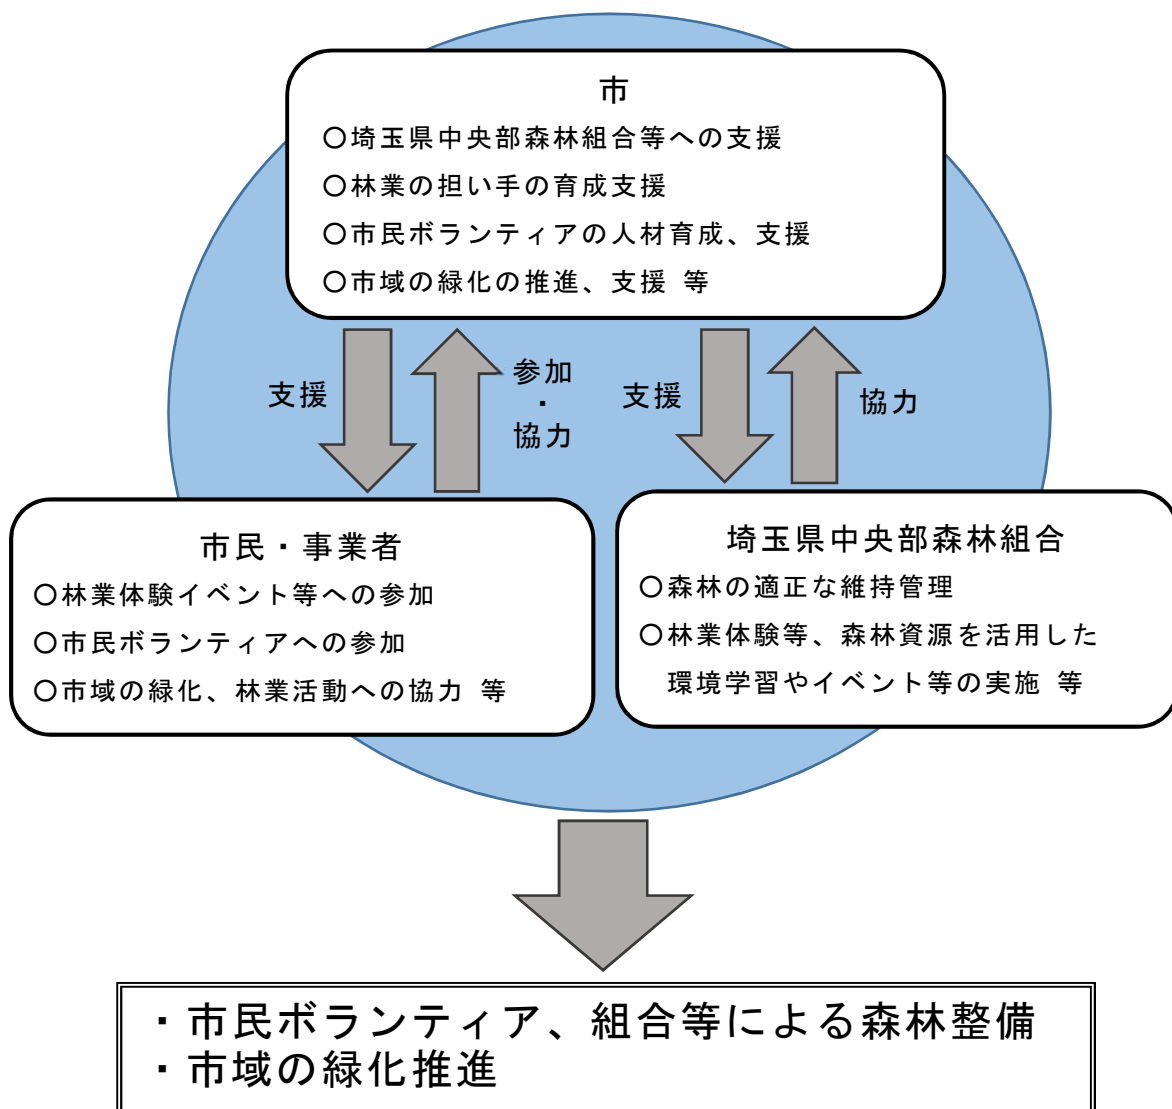 市
〇埼玉県中央部森林組合等への支援
〇林業の担い手の育成支援
〇市民ボランティアの人材育成、支援
〇市域の緑化の推進、支援 等
支援
参加
・
協力
支援
協力
市民・事業者
〇林業体験イベント等への参加
〇市民ボランティアへの参加
〇市域の緑化、林業活動への協力 等
埼玉県中央部森林組合
〇森林の適正な維持管理
〇林業体験等、森林資源を活用した
環境学習やイベント等の実施 等
・市民ボランティア、組合等による森林整備
・市域の緑化推進